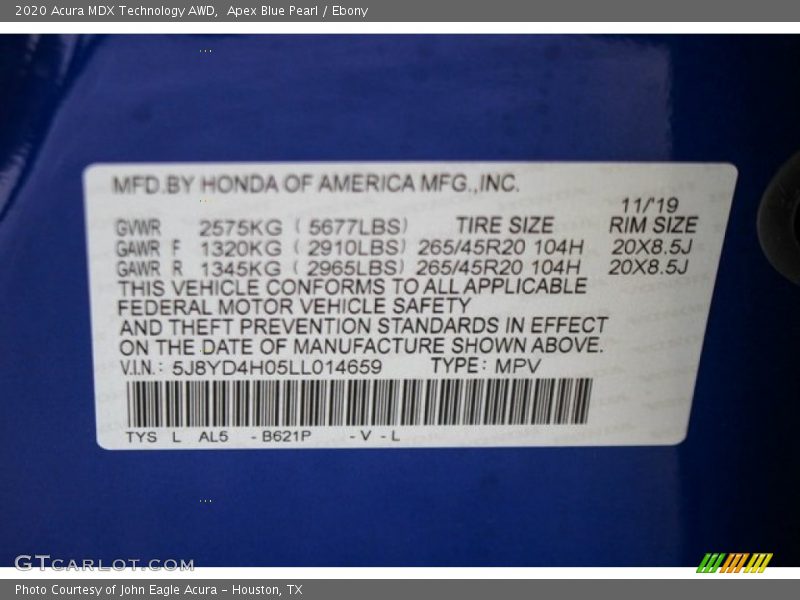 2020 Acura MDX Technology AWD, Apex Blue Pearl / Ebony
MFD.BY HONDA OF AMERICA MFG.,INC.
11/'19
GVWR 2575KG ( 5677LBS) TIRE SIZE RIM SIZE
GAWR F 1320KG ( 2910LBS) 265/45R20 104H 20X8.5J
GAWR R 1345KG ( 2965LBS) 265/45R20 104H 20X8.5J
THIS VEHICLE CONFORMS TO ALL APPLICABLE
FEDERAL MOTOR VEHICLE SAFETY
AND THEFT PREVENTION STANDARDS IN EFFECT
ON THE DATE OF MANUFACTURE SHOWN ABOVE.
V.I.N.: 5J8YD4H05LL014659 TYPE: MPV
TYS L AL5 - B621P - V - L
GTCARLOT.COM
Photo Courtesy of John Eagle Acura - Houston, TX